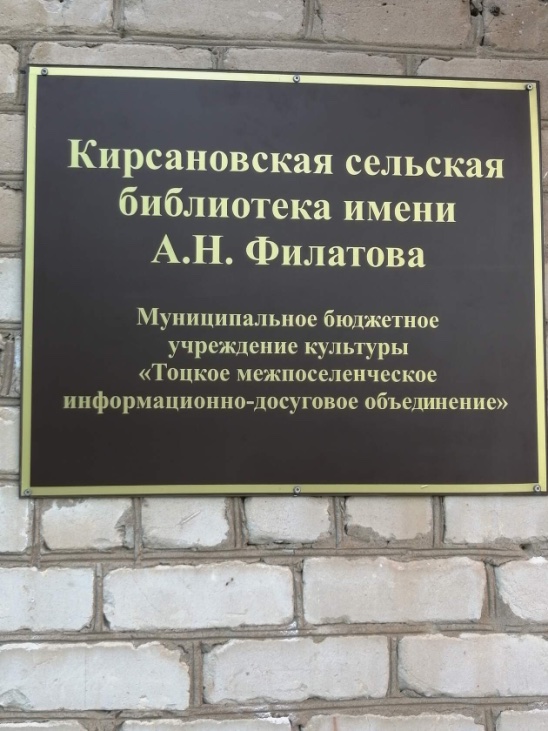 Кирсановская сельская
библиотека имени
А.Н. Филатова
Муниципальное бюджетное
учреждение культуры
«Тоцкое межпоселенческое
информационно-досуговое объединение»